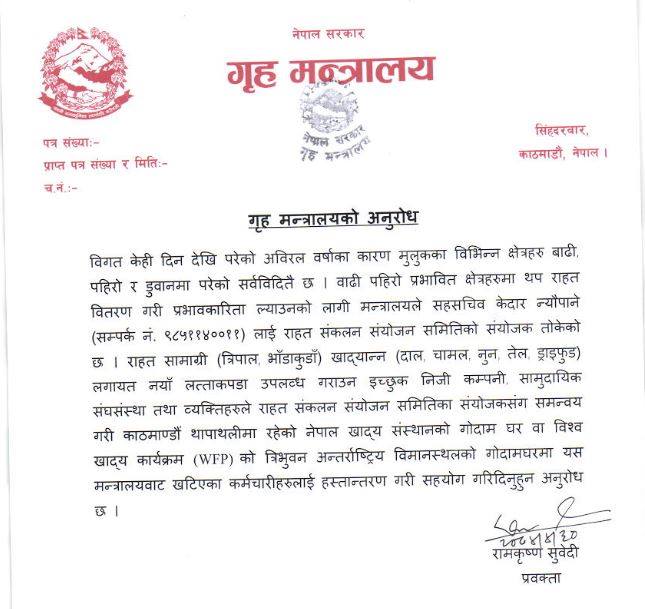 नेपाल सरकार
गृह मन्त्रालय
नेपाल सरकार
गृह मन्त्रालय
पत्र संख्याः-
प्राप्त पत्र संख्या र मितिः-
च.नं.:-
सिंहदरवार,
काठमाडौं, नेपाल ।
गृह मन्त्रालयको अनुरोध
विगत केही दिन देखि परेको अविरल वर्षाका कारण मुलुकका विभिन्न क्षेत्रहरु बाढी,
पहिरो र डुवानमा परेको सर्वविदितै छ । वाढी पहिरो प्रभावित क्षेत्रहरुमा थप राहत
वितरण गरी प्रभावकारिता ल्याउनको लागी मन्त्रालयले सहसचिव केदार न्यौपाने
(सम्पर्क नं. ९८५११४००११) लाई राहत संकलन संयोजन समितिको संयोजक तोकेको
छ । राहत सामाग्री (त्रिपाल, भाँडाकुडाँ) खाद्यान्न (दाल, चामल, नुन, तेल, ड्राइफुड)
लगायत नयाँ लत्ताकपडा उपलव्ध गराउन इच्छुक निजी कम्पनी, सामुदायिक
संघसंस्था तथा व्यक्तिहरुले राहत संकलन संयोजन समितिका संयोजकसंग समन्वय
गरी काठमाण्डौं थापाथलीमा रहेको नेपाल खाद्य संस्थानको गोदाम घर वा विश्व
खाद्य कार्यक्रम (WFP) को त्रिभुवन अन्तर्राष्ट्रिय विमानस्थलको गोदामघरमा यस
मन्त्रालयवाट खटिएका कर्मचारीहरुलाई हस्तान्तरण गरी सहयोग गरिदिनुहुन अनुरोध
छ ।
२०७४/४/३०
रामकृष्ण सुवेदी
प्रवक्ता